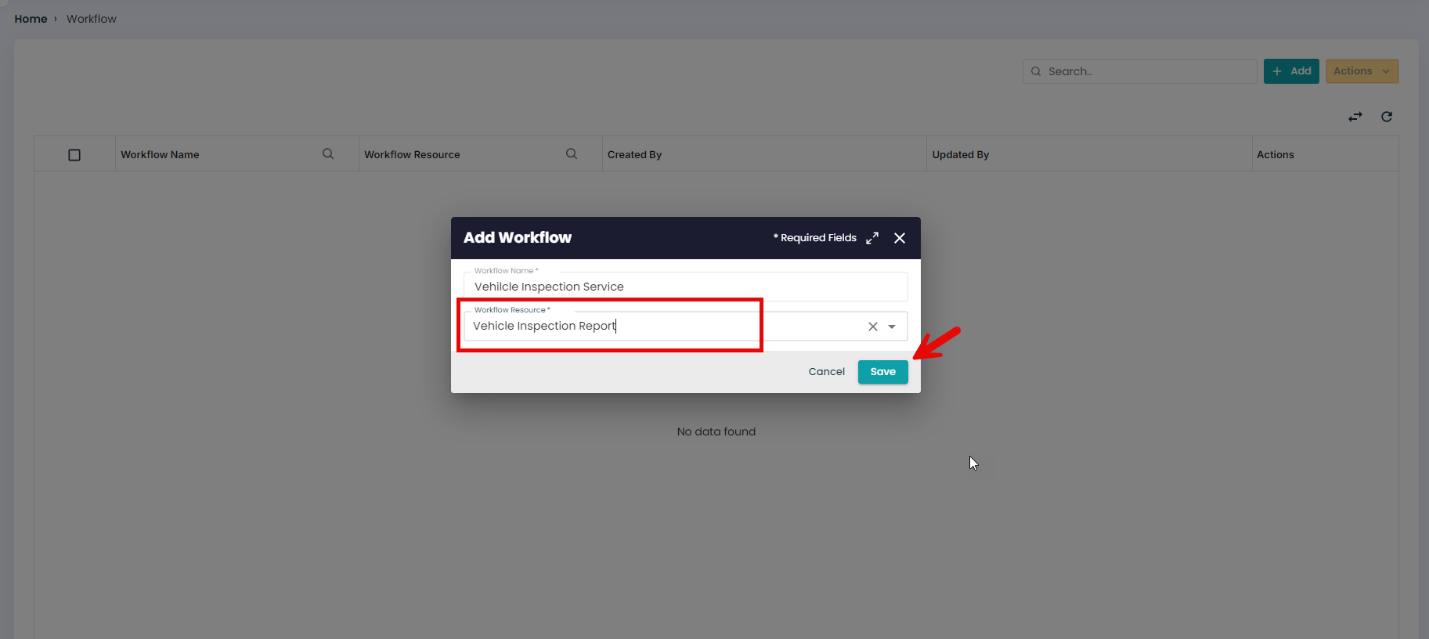 Home › Workflow
Search..
+ Add
Actions
Workflow Name
Workflow Resource
Created By
Updated By
Actions
Add Workflow
* Required Fields
Workflow Name *
Vehilcle Inspection Service
Workflow Resource *
Vehicle Inspection Report
Cancel
Save
No data found